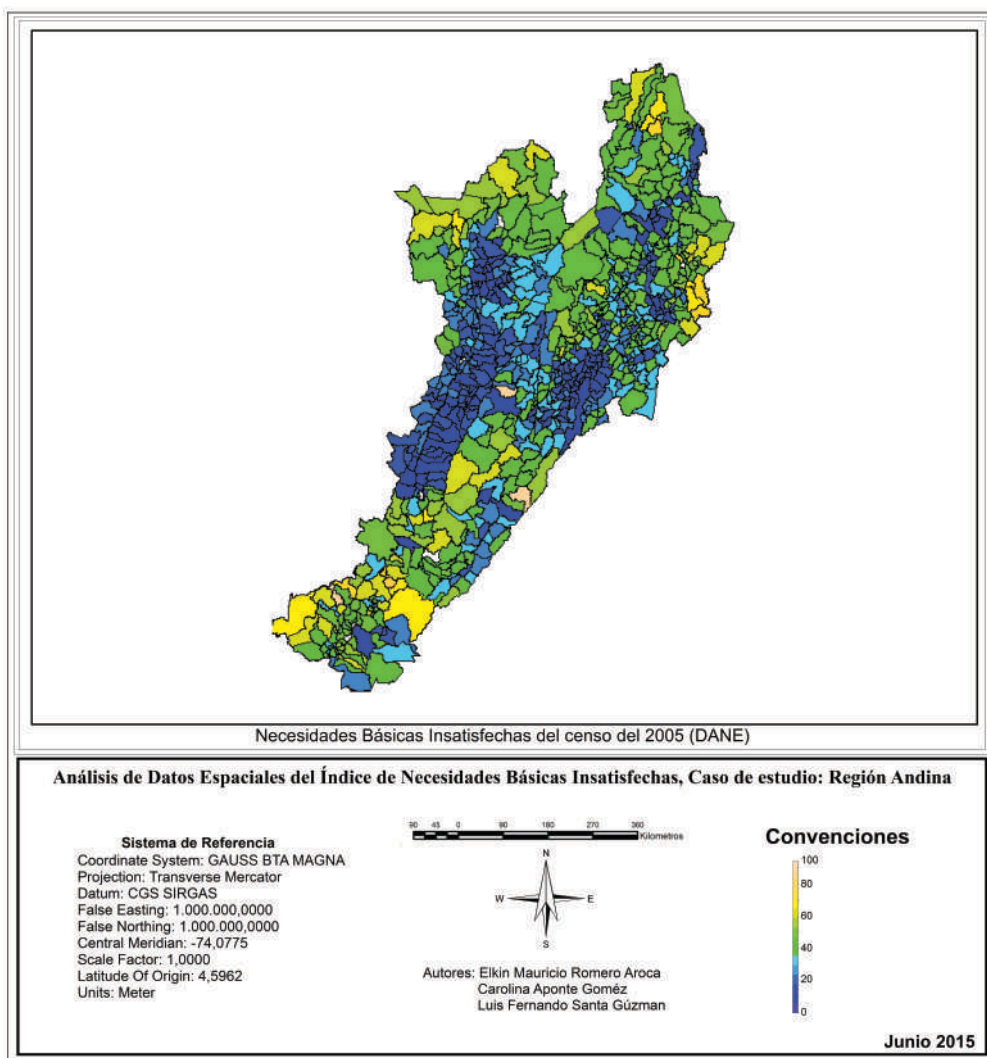 Necesidades Básicas Insatisfechas del censo del 2005 (DANE)
Análisis de Datos Espaciales del Índice de Necesidades Básicas Insatisfechas, Caso de estudio: Región Andina
Sistema de Referencia
Coordinate System: GAUSS BTA MAGNA
Projection: Transverse Mercator
Datum: CGS SIRGAS
False Easting: 1.000.000,0000
False Northing: 1.000.000,0000
Central Meridian: -74,0775
Scale Factor: 1,0000
Latitude Of Origin: 4,5962
Units: Meter
90 45 0 90 180 270 360
Kilometros
N
W E
S
Autores: Elkin Mauricio Romero Aroca
Carolina Aponte Goméz
Luis Fernando Santa Gúzman
Convenciones
100
80
60
40
20
0
Junio 2015